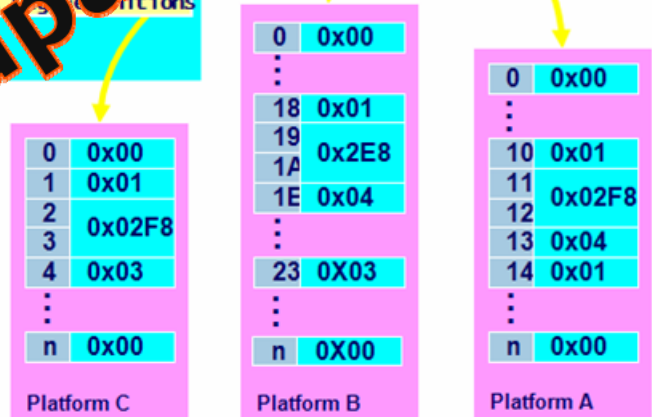 0 0x00
1 0x01
2
0x02F8
3
4 0x03
n 0x00
Platform C
0 0x00
18 0x01
19
0x2E8
1A
1E 0x04
23 0X03
n 0X00
Platform B
0 0x00
10 0x01
11
0x02F8
12
13 0x04
14 0x01
n 0x00
Platform A